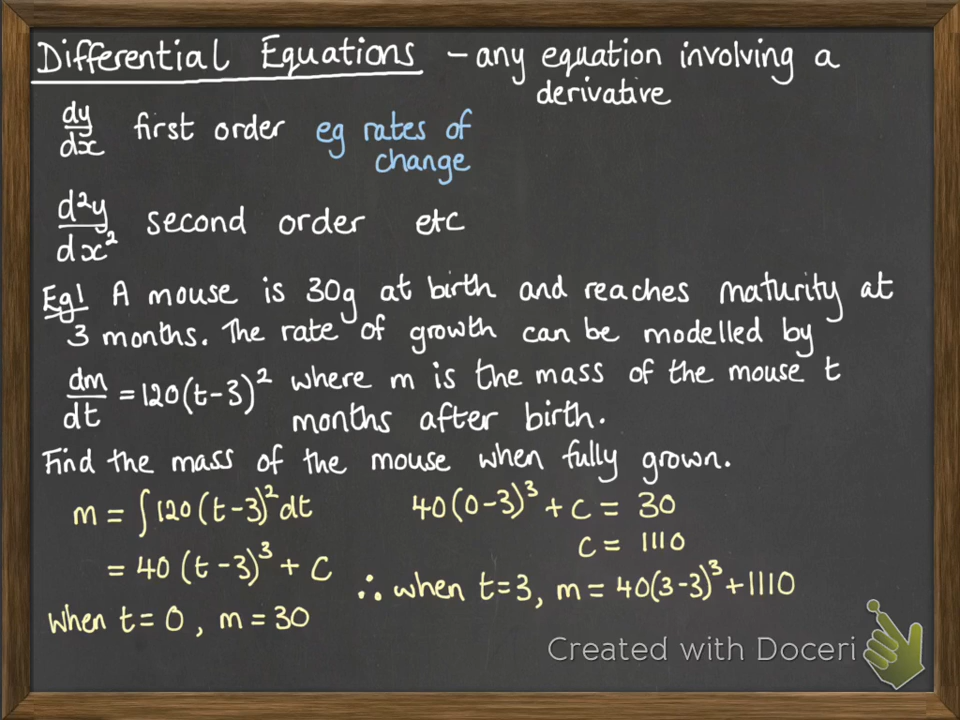 Differential Equations – any equation involving a
derivative
dy/dx first order eg rates of
change
d²y/dx² second order etc
Eg1 A mouse is 30g at birth and reaches maturity at
3 months. The rate of growth can be modelled by
dm/dt = 120(t-3)² where m is the mass of the mouse t
months after birth.
Find the mass of the mouse when fully grown.
m = ∫120(t-3)²dt
= 40(t-3)³ + c
when t=0, m=30
40(0-3)³ + c = 30
c = 1110
∴ when t=3, m = 40(3-3)³+1110
Created with Doceri